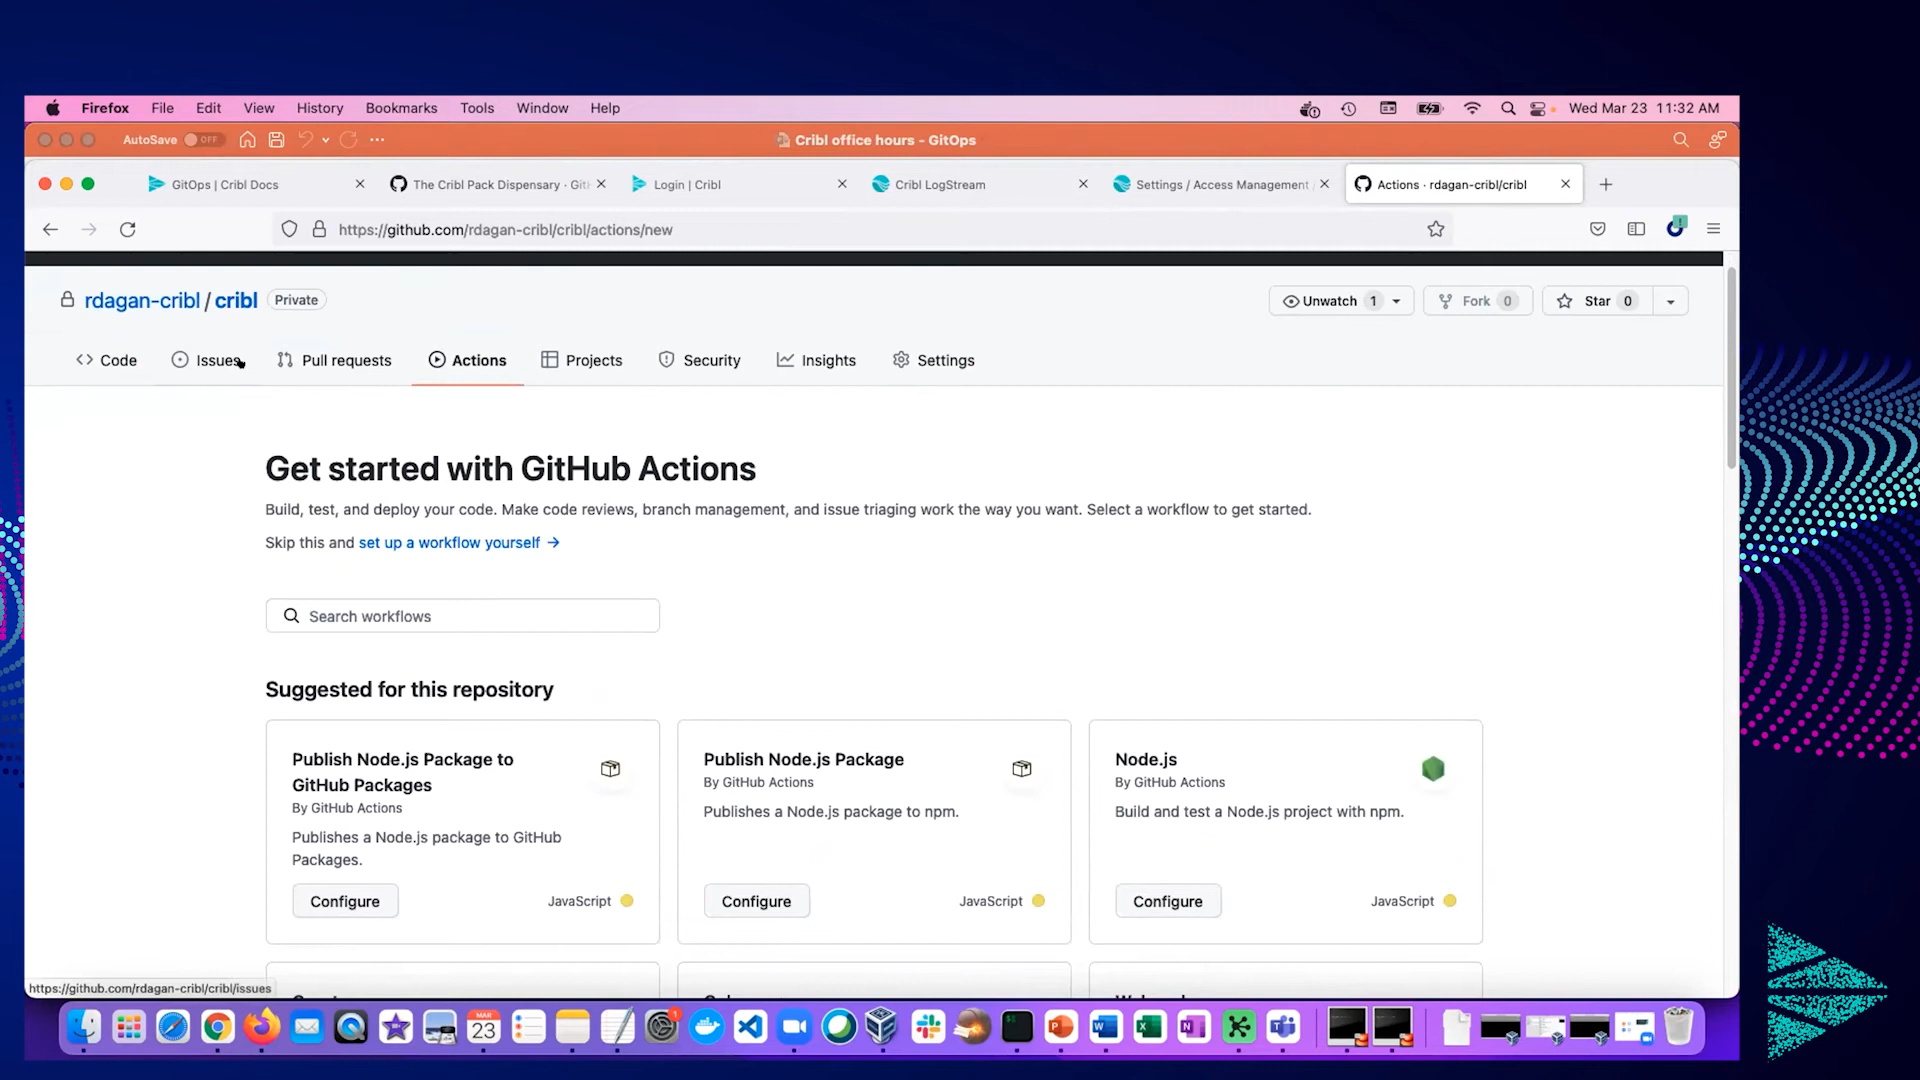 Firefox File Edit View History Bookmarks Tools Window Help Wed Mar 23 11:32 AM
AutoSave OFF Cribl office hours - GitOps
GitOps | Cribl Docs The Cribl Pack Dispensary · Git Login | Cribl Cribl LogStream Settings / Access Management / Actions · rdagan-cribl/cribl
https://github.com/rdagan-cribl/cribl/actions/new
rdagan-cribl / cribl Private Unwatch 1 Fork 0 Star 0
Code Issues Pull requests Actions Projects Security Insights Settings
Get started with GitHub Actions
Build, test, and deploy your code. Make code reviews, branch management, and issue triaging work the way you want. Select a workflow to get started.
Skip this and set up a workflow yourself →
Search workflows
Suggested for this repository
Publish Node.js Package to
GitHub Packages
By GitHub Actions
Publishes a Node.js package to GitHub
Packages.
Configure JavaScript
Publish Node.js Package
By GitHub Actions
Publishes a Node.js package to npm.
Configure JavaScript
Node.js
By GitHub Actions
Build and test a Node.js project with npm.
Configure JavaScript
https://github.com/rdagan-cribl/cribl/issues
MAR
23
1